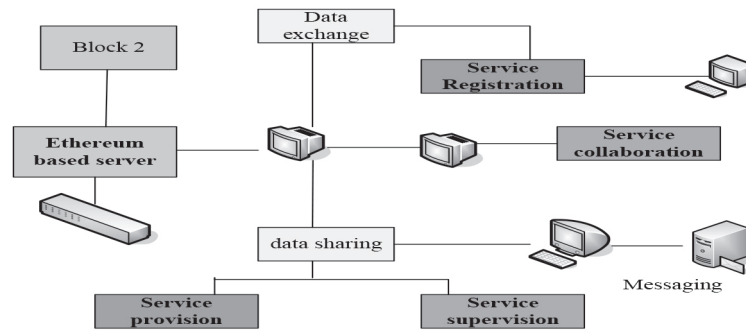 Data
exchange
Block 2
Service
Registration
Ethereum
based server
Service
collaboration
data sharing
Messaging
Service
provision
Service
supervision